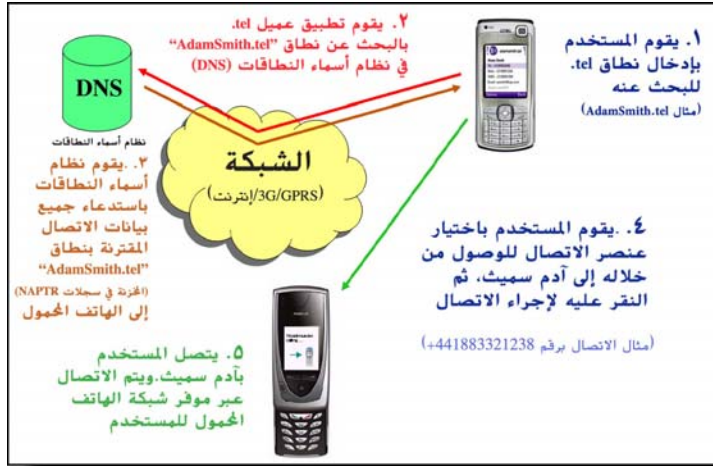 ١. يقوم المستخدم
بإدخال نطاق tel.
للبحث عنه
(مثال AdamSmith.tel)
٢. يقوم تطبيق عميل tel.
بالبحث عن نطاق “AdamSmith.tel”
في نظام أسماء النطاقات (DNS)
DNS
نظام أسماء النطاقات
٣. .يقوم نظام
أسماء النطاقات
باستدعاء جميع
بيانات الاتصال
المقترنة بنطاق
“AdamSmith.tel”
(المخزنة في سجلات NAPTR)
إلى الهاتف المحمول
الشبكة
(3G/GPRS/إنترنت)
٤. .يقوم المستخدم باختيار
عنصر الاتصال للوصول من
خلاله إلى آدم سميث، ثم
النقر عليه لإجراء الاتصال
(مثال الاتصال برقم 441883321238+)
٥. يتصل المستخدم
بآدم سميث.ويتم الاتصال
عبر موفر شبكة الهاتف
المحمول للمستخدم